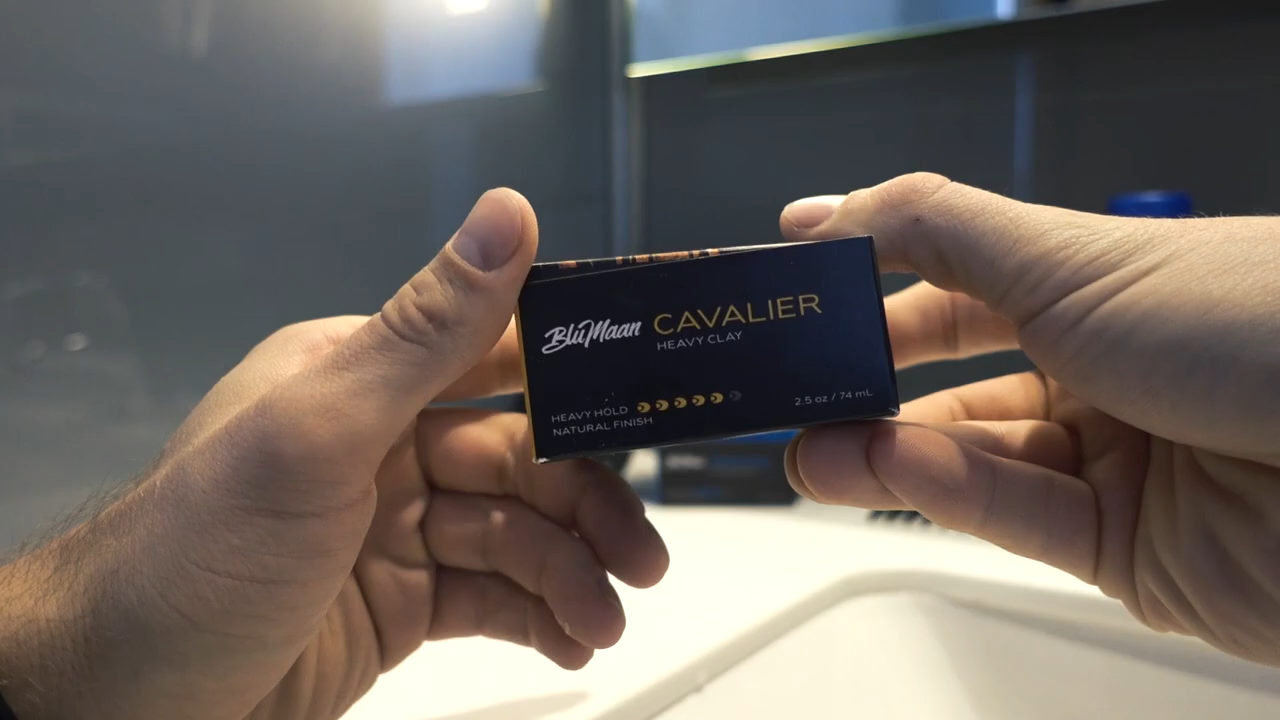 BluMaan CAVALIER
HEAVY CLAY
HEAVY HOLD
NATURAL FINISH
2.5 oz / 74 mL